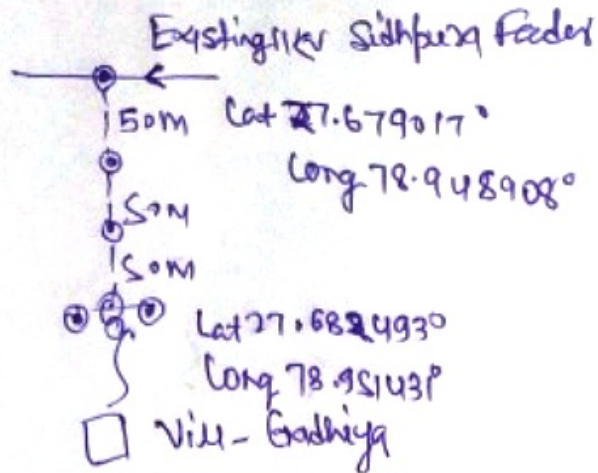 Existing 11KV Sidhpura Feeder
50m
Lat 27.679017°
Long 78.948908°
50M
50M
Lat 27.6824930
Long 78.951431°
Vill - Gadhiya